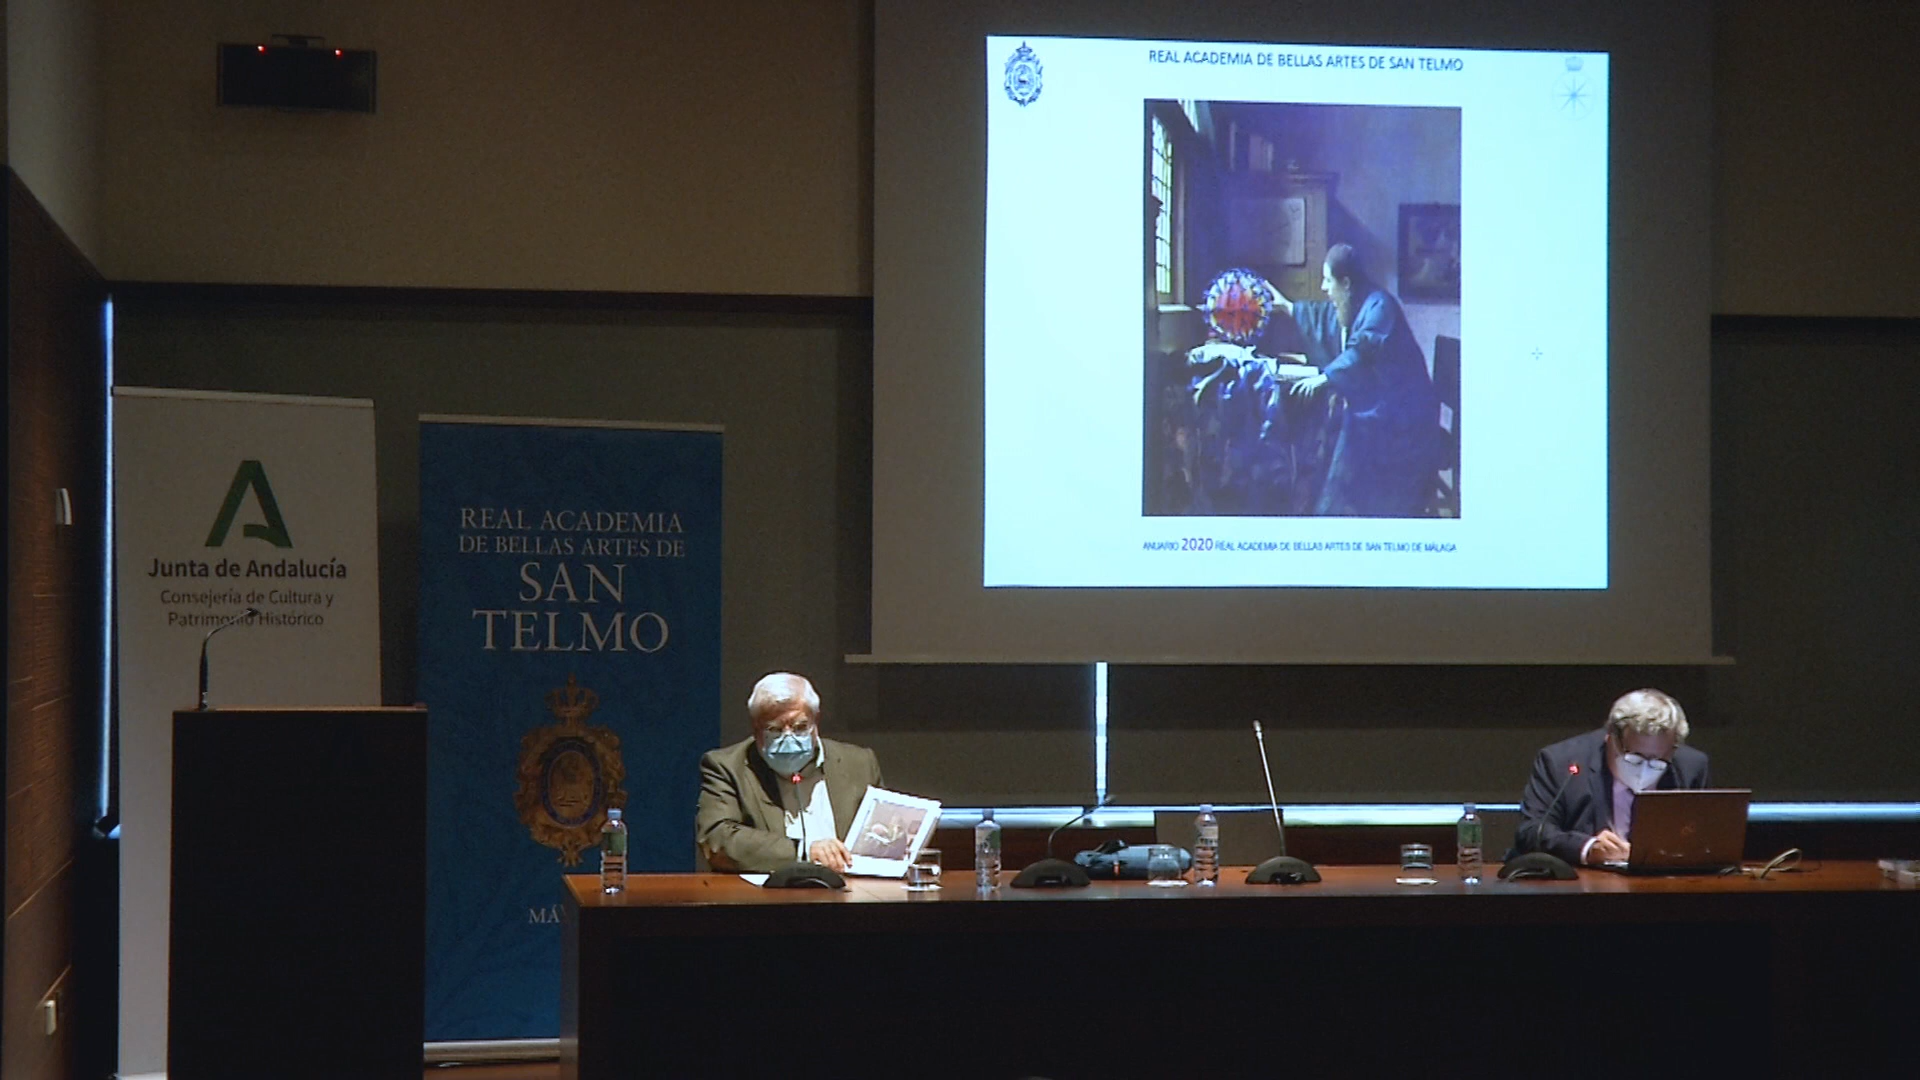 REAL ACADEMIA DE BELLAS ARTES DE SAN TELMO
ANUARIO 2020 REAL ACADEMIA DE BELLAS ARTES DE SAN TELMO DE MÁLAGA
Junta de Andalucía
Consejería de Cultura y
Patrimonio Histórico
REAL ACADEMIA
DE BELLAS ARTES DE
SAN
TELMO
MÁ